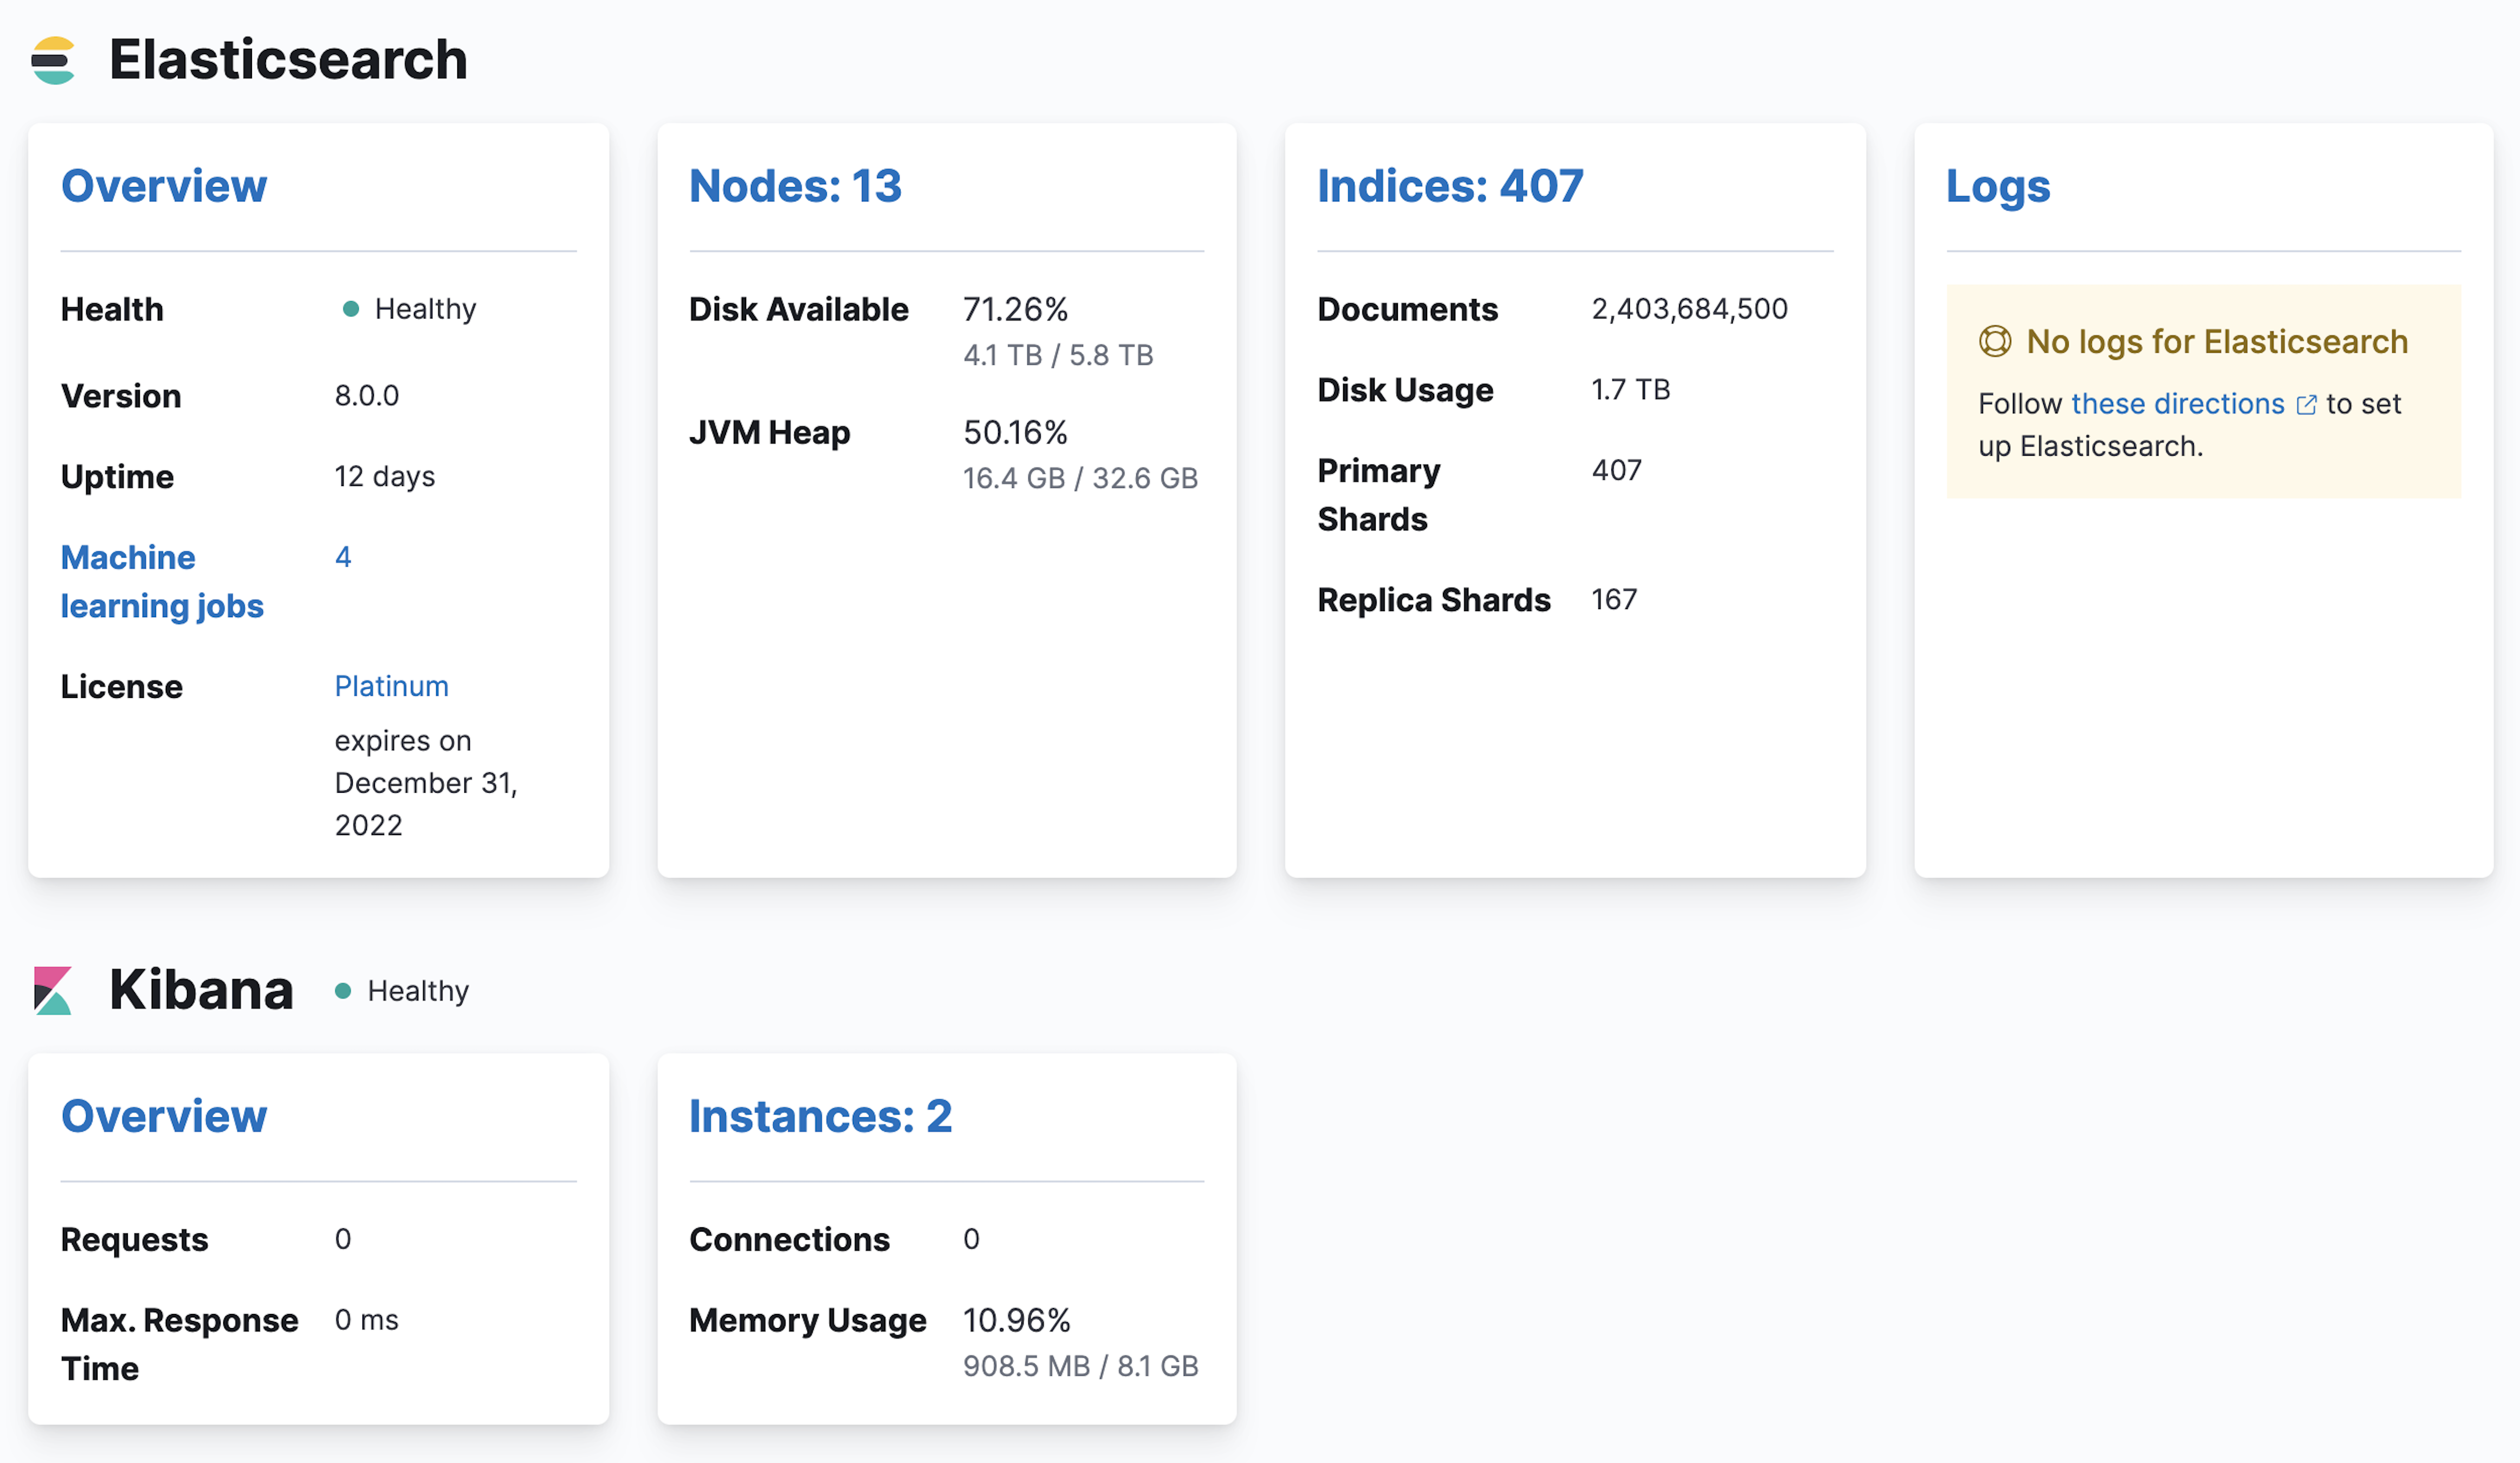 Elasticsearch
Overview
Health Healthy
Version 8.0.0
Uptime 12 days
Machine 4
learning jobs
License Platinum
expires on
December 31,
2022
Nodes: 13
Disk Available 71.26%
4.1 TB / 5.8 TB
JVM Heap 50.16%
16.4 GB / 32.6 GB
Indices: 407
Documents 2,403,684,500
Disk Usage 1.7 TB
Primary 407
Shards
Replica Shards 167
Logs
No logs for Elasticsearch
Follow these directions to set
up Elasticsearch.
Kibana Healthy
Overview
Requests 0
Max. Response 0 ms
Time
Instances: 2
Connections 0
Memory Usage 10.96%
908.5 MB / 8.1 GB